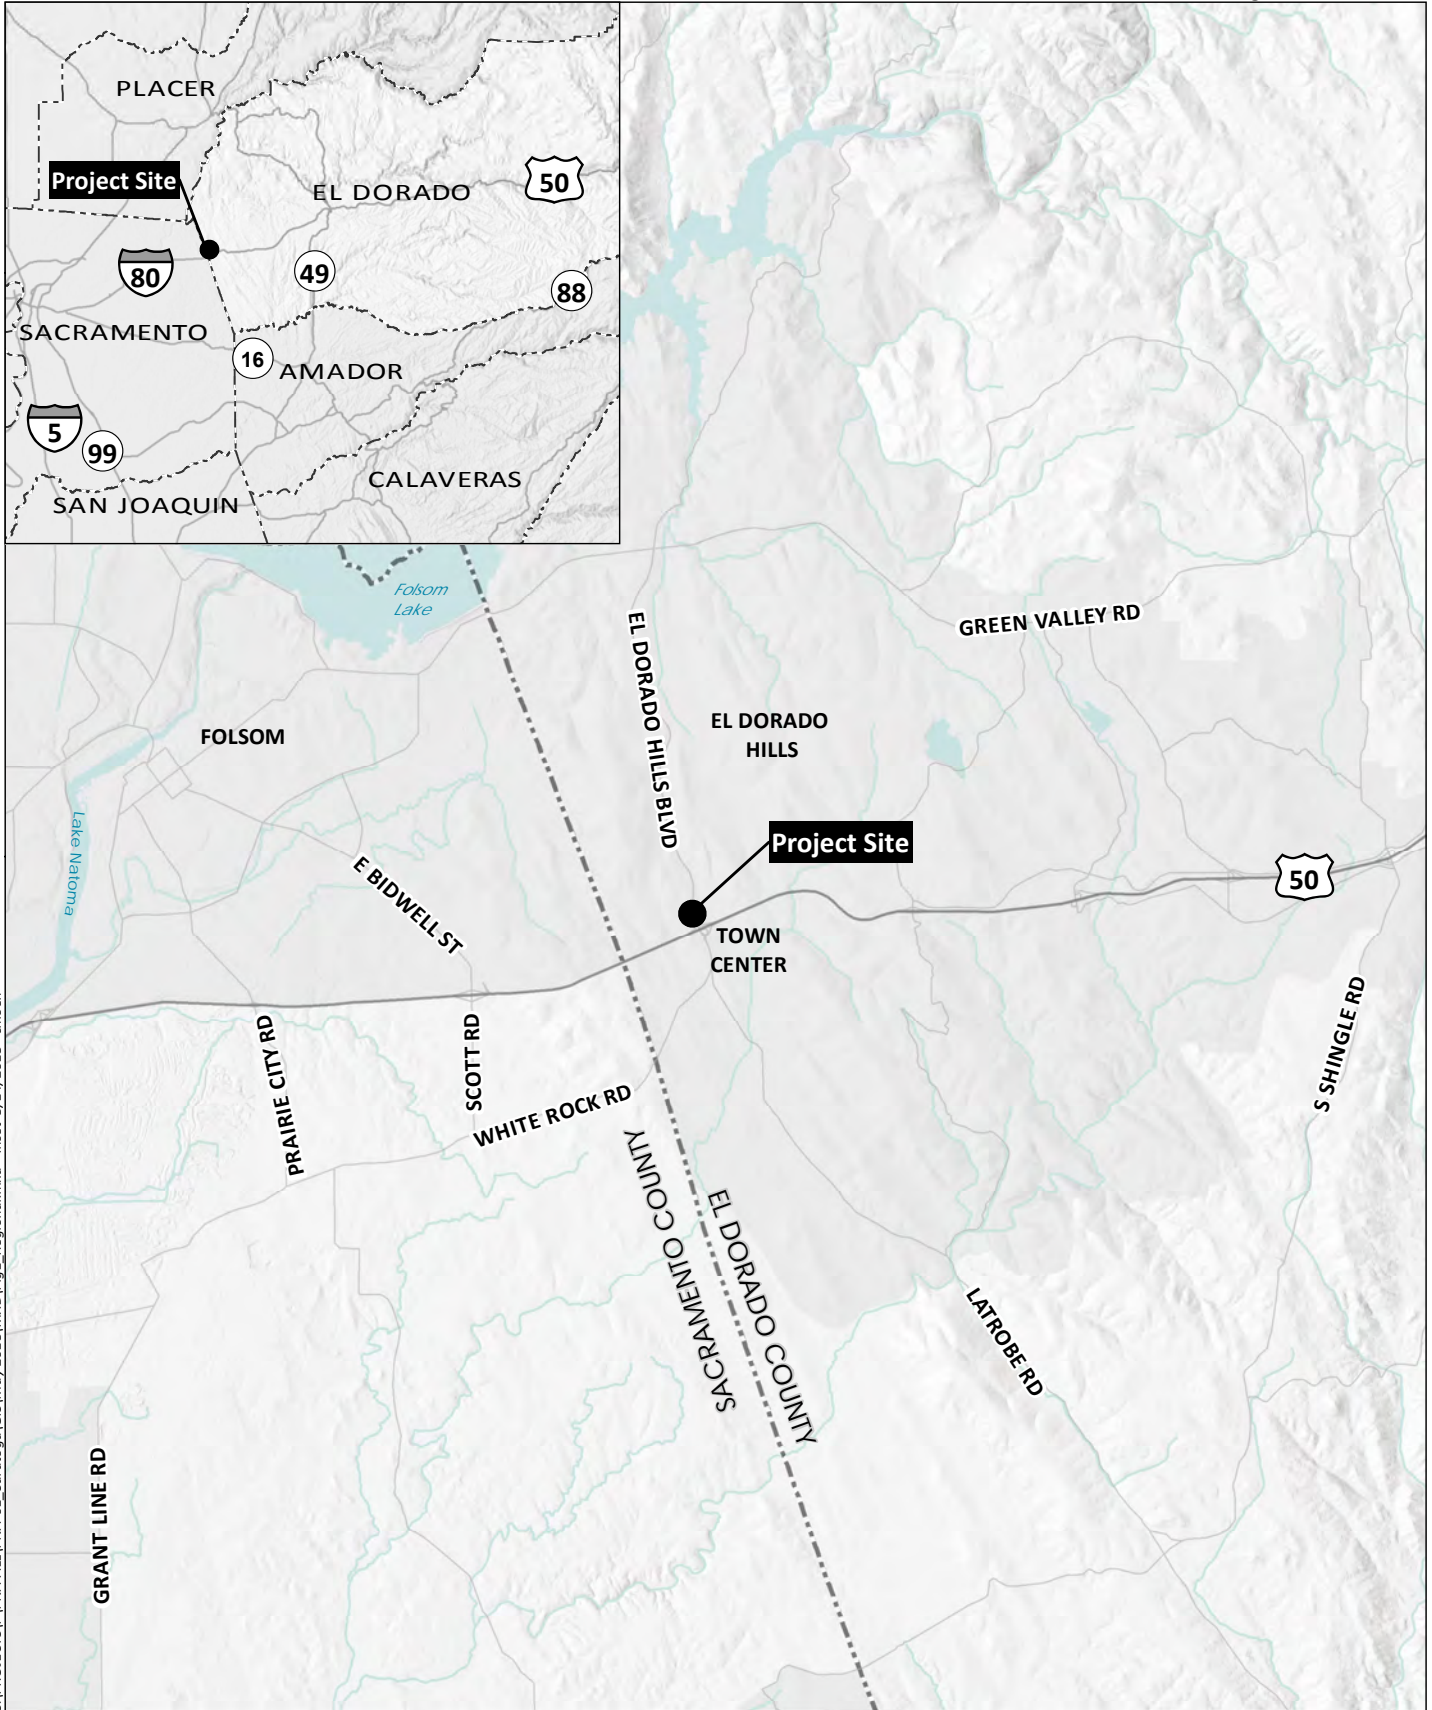 PLACER
Project Site
EL DORADO
50
80
49
88
SACRAMENTO
16
AMADOR
5
99
CALAVERAS
SAN JOAQUIN
Folsom
Lake
GREEN VALLEY RD
EL DORADO HILLS BLVD
FOLSOM
EL DORADO
HILLS
Lake Natoma
Project Site
E BIDWELL ST
50
TOWN
CENTER
PRAIRIE CITY RD
SCOTT RD
S SHINGLE RD
WHITE ROCK RD
SACRAMENTO COUNTY
EL DORADO COUNTY
LATROBE RD
GRANT LINE RD